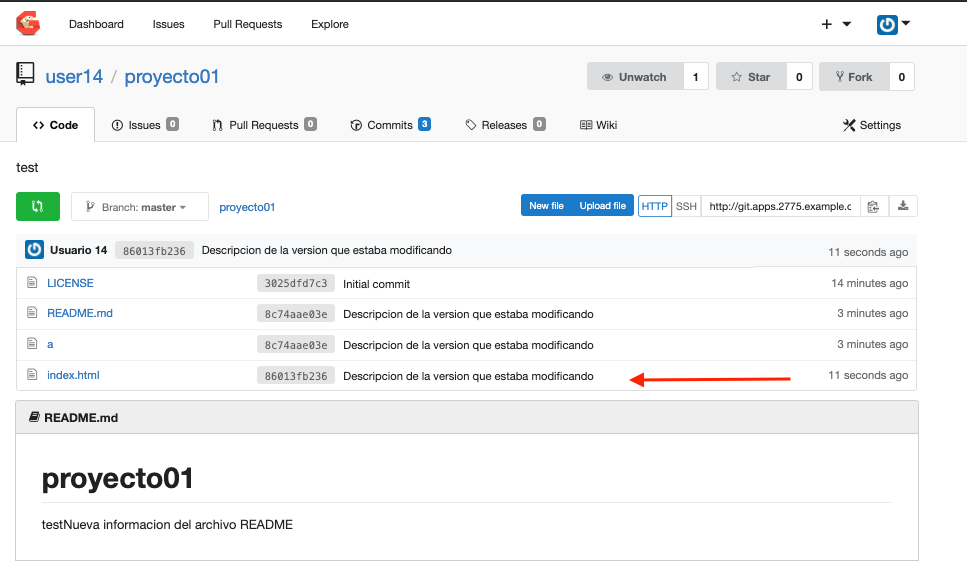 Dashboard Issues Pull Requests Explore +
user14 / proyecto01 Unwatch 1 Star 0 Fork 0
Code Issues 0 Pull Requests 0 Commits 3 Releases 0 Wiki Settings
test
Branch: master proyecto01 New file Upload file HTTP SSH http://git.apps.2775.example.c
Usuario 14 86013fb236 Descripcion de la version que estaba modificando 11 seconds ago
LICENSE 3025dfd7c3 Initial commit 14 minutes ago
README.md 8c74aae03e Descripcion de la version que estaba modificando 3 minutes ago
a 8c74aae03e Descripcion de la version que estaba modificando 3 minutes ago
index.html 86013fb236 Descripcion de la version que estaba modificando 11 seconds ago
README.md
proyecto01
testNueva informacion del archivo README